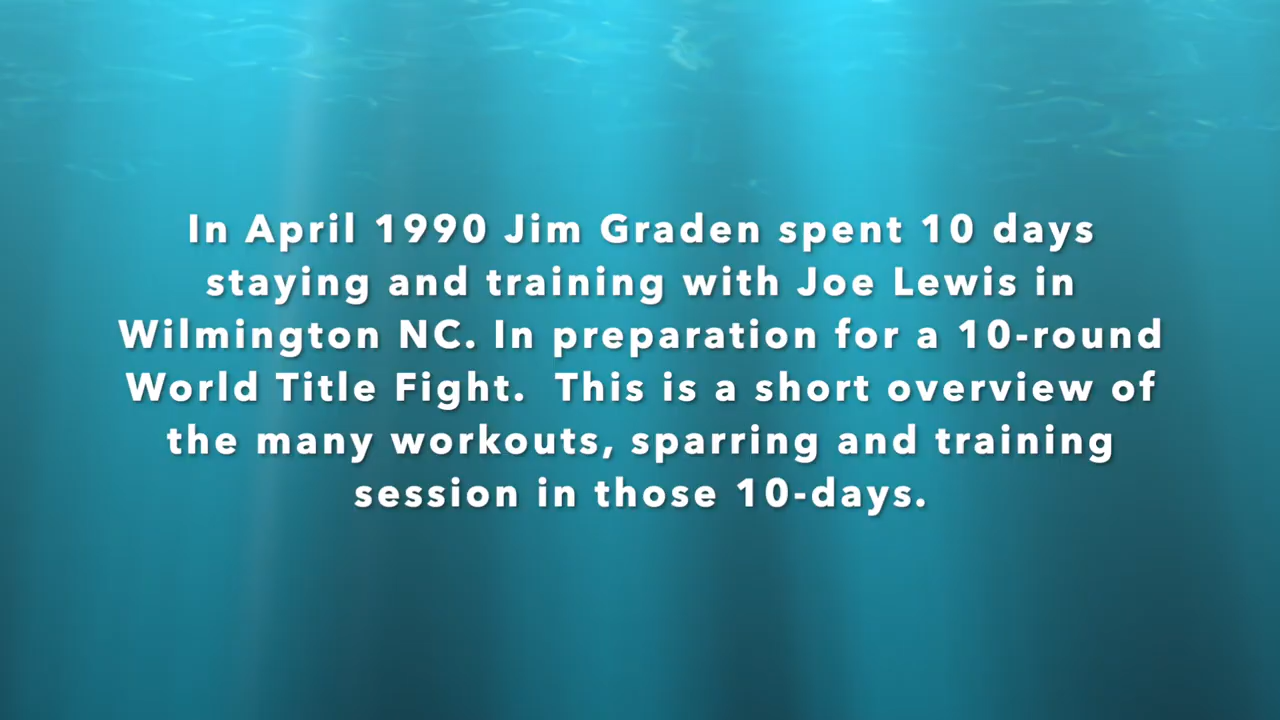 In April 1990 Jim Graden spent 10 days
staying and training with Joe Lewis in
Wilmington NC. In preparation for a 10-round
World Title Fight.  This is a short overview of
the many workouts, sparring and training
session in those 10-days.